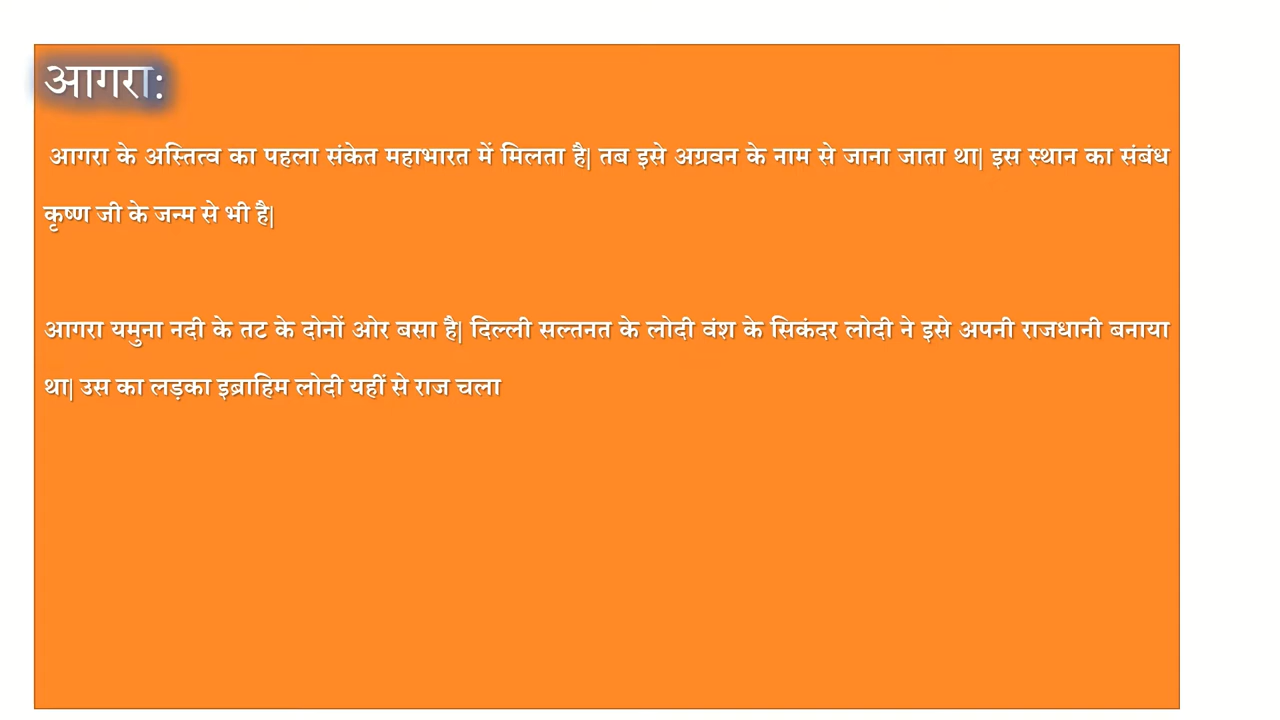 आगरा:
आगरा के अस्तित्व का पहला संकेत महाभारत में मिलता है| तब इसे अग्रवन के नाम से जाना जाता था| इस स्थान का संबंध
कृष्ण जी के जन्म से भी है|
आगरा यमुना नदी के तट के दोनों ओर बसा है| दिल्ली सल्तनत के लोदी वंश के सिकंदर लोदी ने इसे अपनी राजधानी बनाया
था| उस का लड़का इब्राहिम लोदी यहीं से राज चला